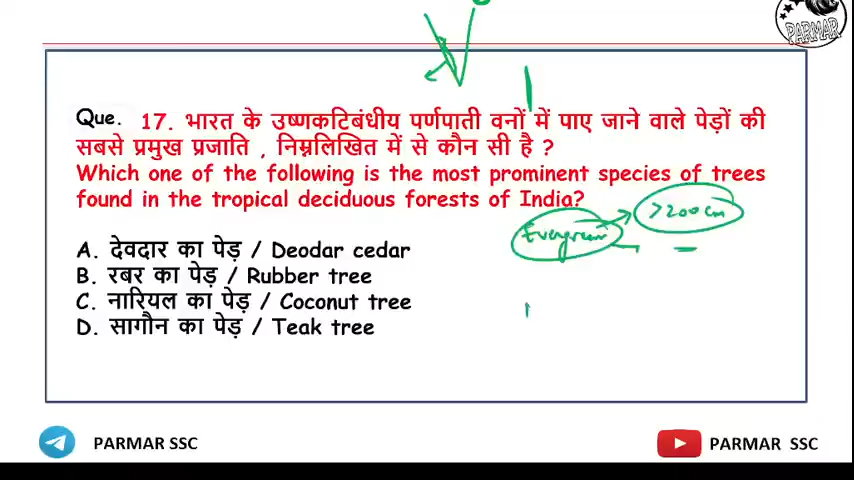 PARMAR
Que. 17. भारत के उष्णकटिबंधीय पर्णपाती वनों में पाए जाने वाले पेड़ों की
सबसे प्रमुख प्रजाति , निम्नलिखित में से कौन सी है ?
Which one of the following is the most prominent species of trees
found in the tropical deciduous forests of India?
>200 cm
Evergreen
A. देवदार का पेड़ / Deodar cedar
B. रबर का पेड़ / Rubber tree
C. नारियल का पेड़ / Coconut tree
D. सागौन का पेड़ / Teak tree
PARMAR SSC
PARMAR SSC